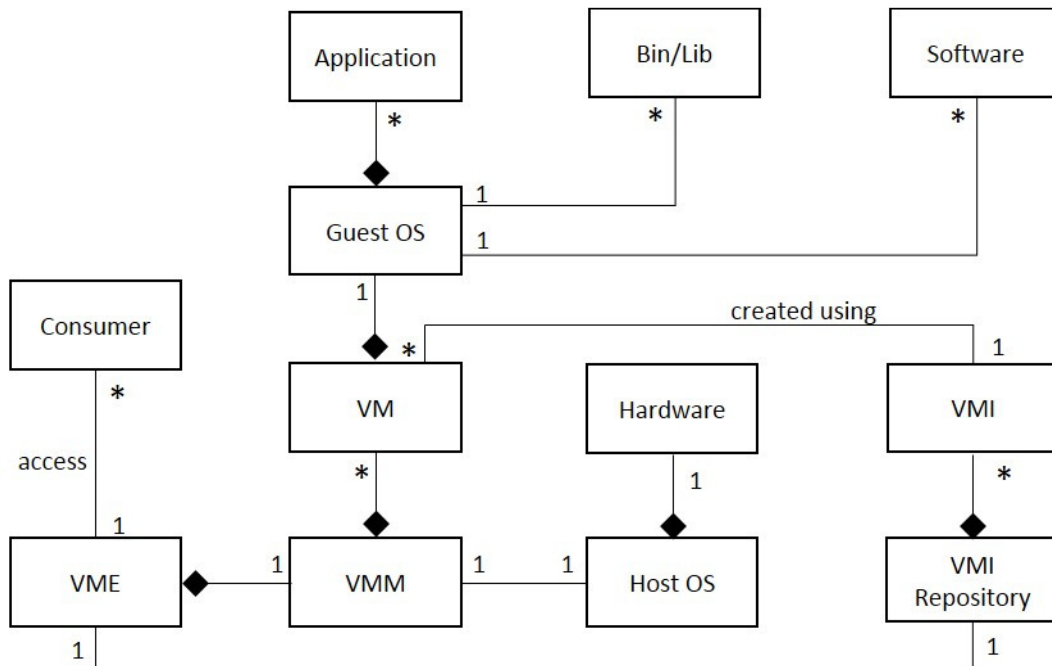 Application
Bin/Lib
Software
*
*
*
Guest OS
1
1
1
Consumer
created using
*
1
*
VM
Hardware
VMI
access
*
1
*
1
VME
1
VMM
1
1
Host OS
VMI
Repository
1
1